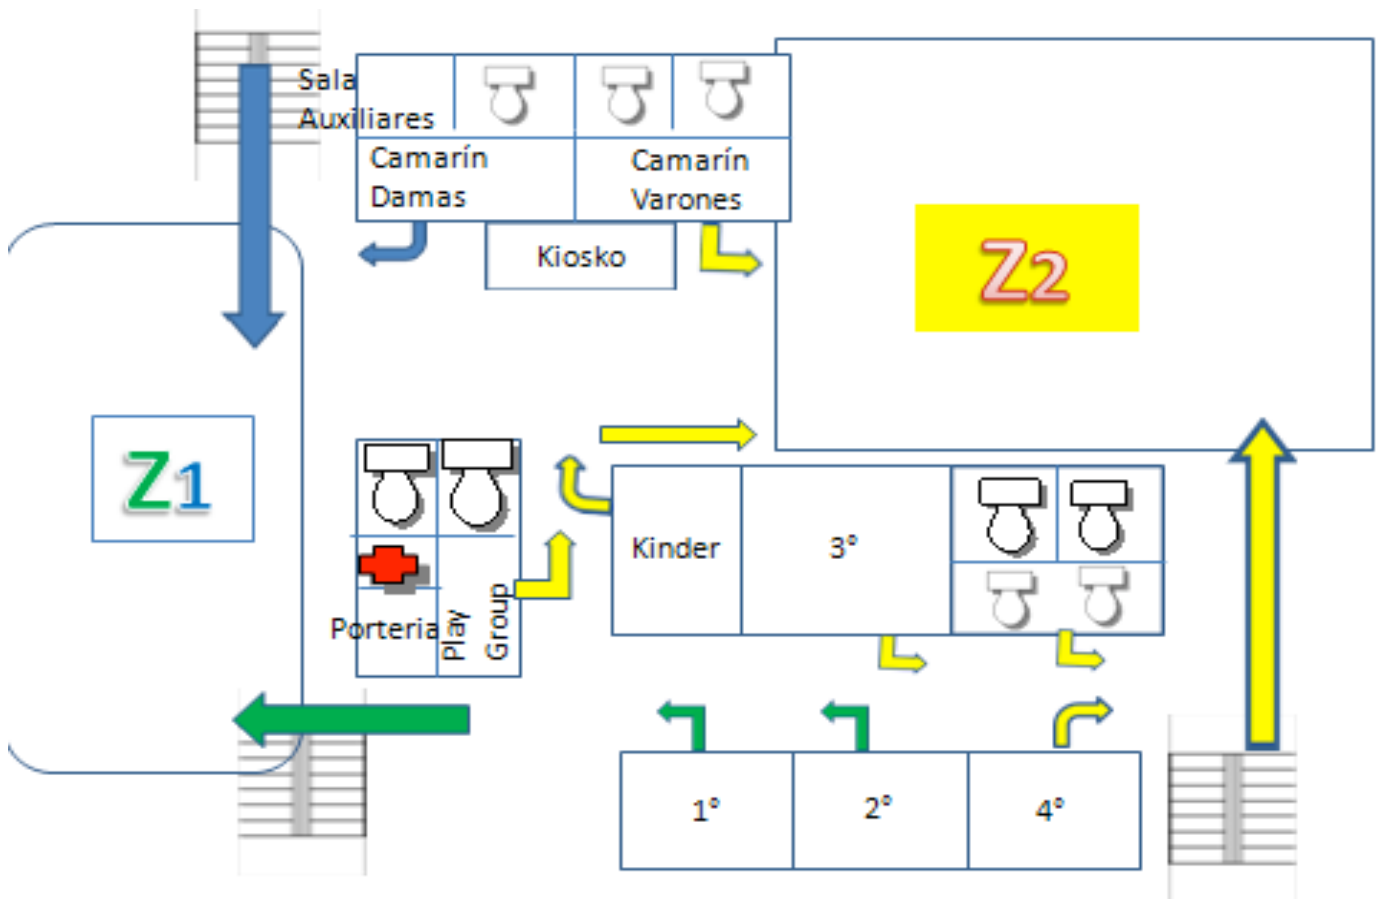 Sala
Auxiliares
Camarín
Damas
Camarín
Varones
Kiosko
Z2
Z1
Kinder
3°
Porteria
Play
Group
1°
2°
4°